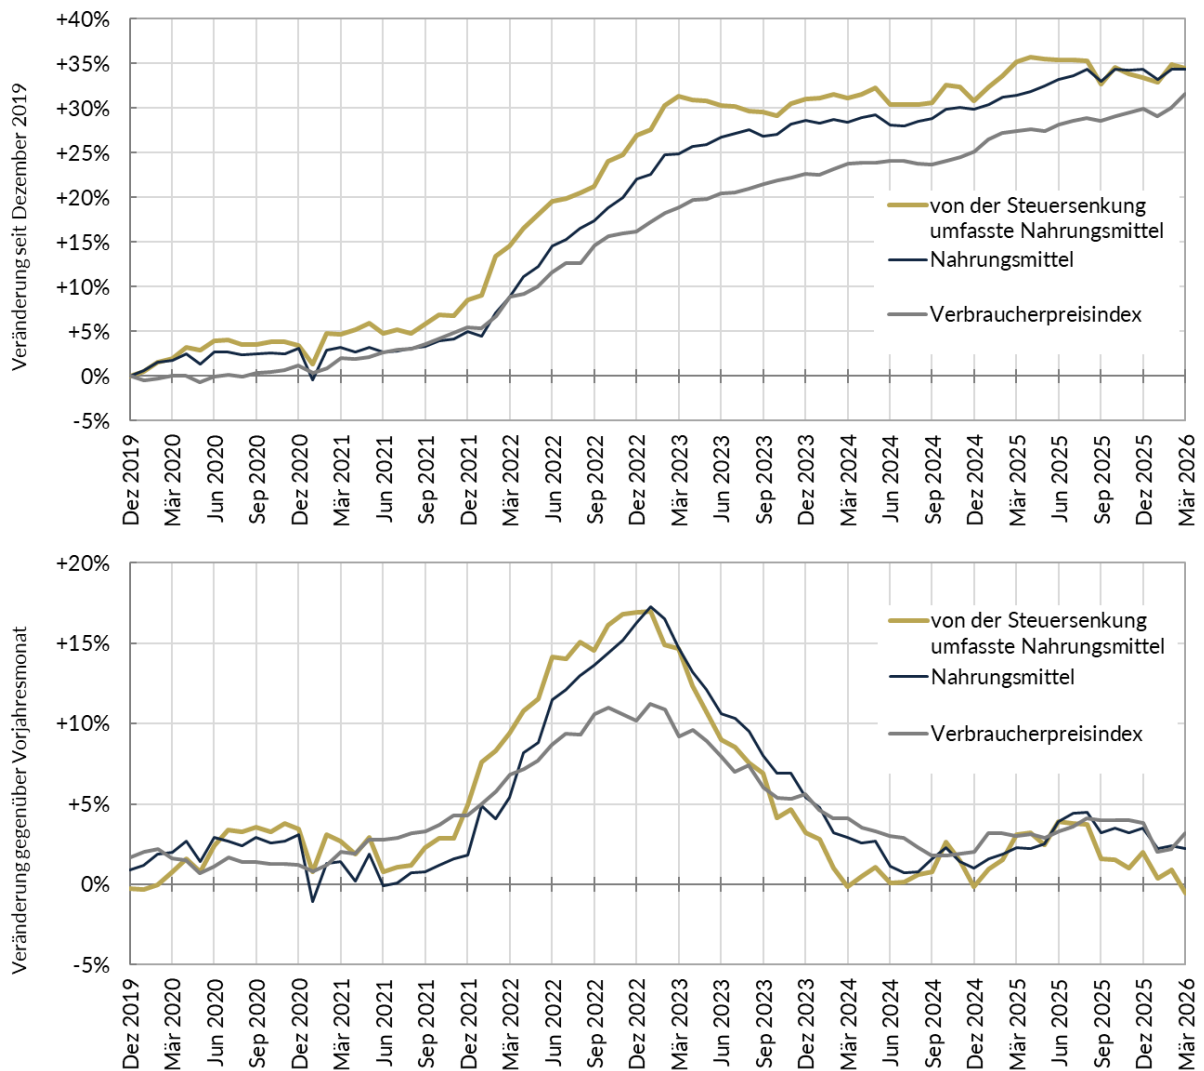 Veränderung seit Dezember 2019
+40%
+35%
+30%
+25%
+20%
+15%
+10%
+5%
0%
-5%
von der Steuersenkung
umfasste Nahrungsmittel
Nahrungsmittel
Verbraucherpreisindex
Dez 2019
Mär 2020
Jun 2020
Sep 2020
Dez 2020
Mär 2021
Jun 2021
Sep 2021
Dez 2021
Mär 2022
Jun 2022
Sep 2022
Dez 2022
Mär 2023
Jun 2023
Sep 2023
Dez 2023
Mär 2024
Jun 2024
Sep 2024
Dez 2024
Mär 2025
Jun 2025
Sep 2025
Dez 2025
Mär 2026
Veränderung gegenüber Vorjahresmonat
+20%
+15%
+10%
+5%
0%
-5%
von der Steuersenkung
umfasste Nahrungsmittel
Nahrungsmittel
Verbraucherpreisindex
Dez 2019
Mär 2020
Jun 2020
Sep 2020
Dez 2020
Mär 2021
Jun 2021
Sep 2021
Dez 2021
Mär 2022
Jun 2022
Sep 2022
Dez 2022
Mär 2023
Jun 2023
Sep 2023
Dez 2023
Mär 2024
Jun 2024
Sep 2024
Dez 2024
Mär 2025
Jun 2025
Sep 2025
Dez 2025
Mär 2026